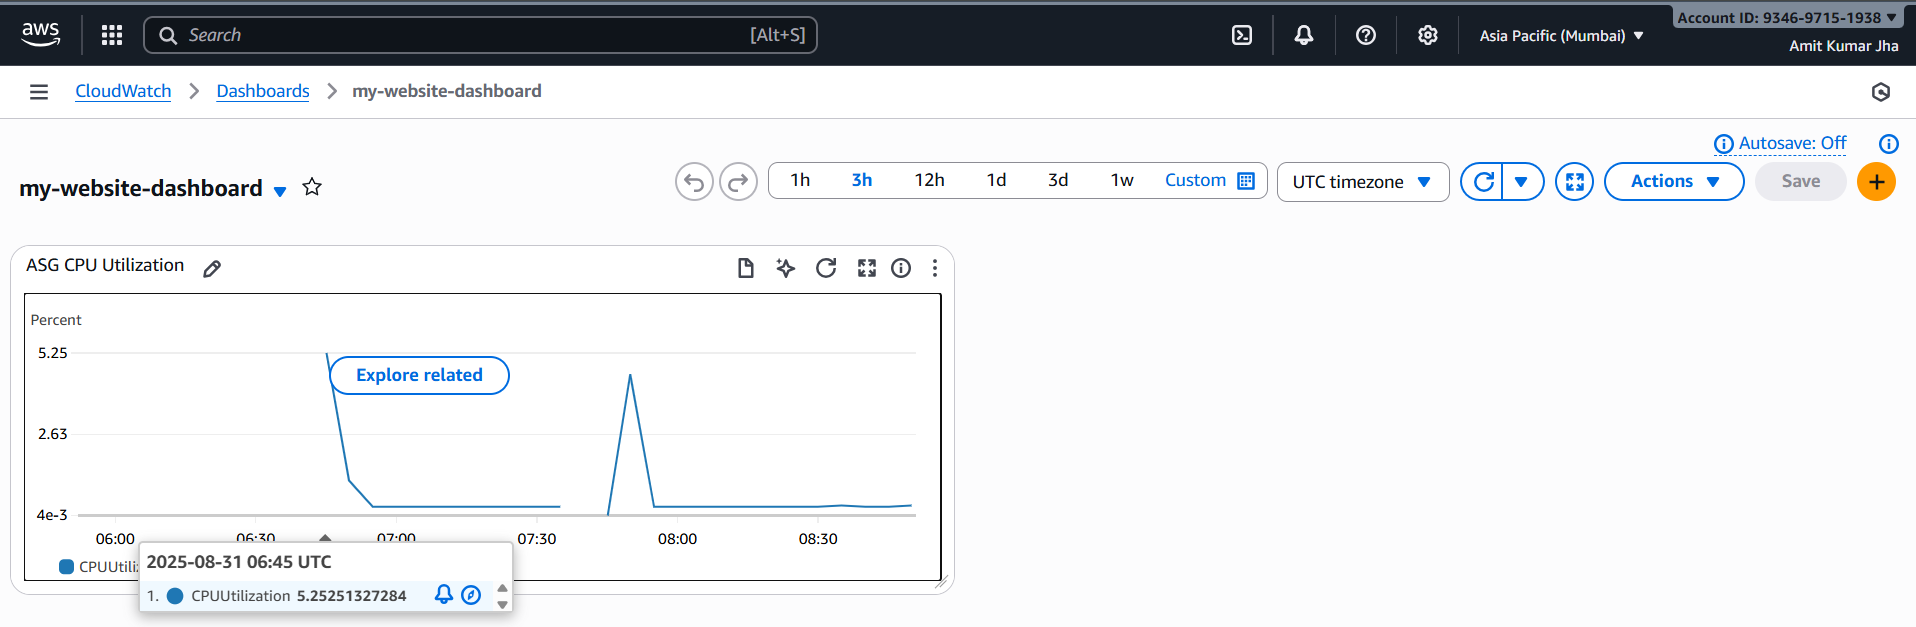 aws
Search [Alt+S]
Asia Pacific (Mumbai)
Account ID: 9346-9715-1938
Amit Kumar Jha
CloudWatch
Dashboards
my-website-dashboard
Autosave: Off
my-website-dashboard
1h 3h 12h 1d 3d 1w Custom
UTC timezone
Actions
Save
ASG CPU Utilization
Percent
5.25
Explore related
2.63
4e-3
06:00 06:30 07:00 07:30 08:00 08:30
CPUUtili
2025-08-31 06:45 UTC
1. CPUUtilization 5.25251327284